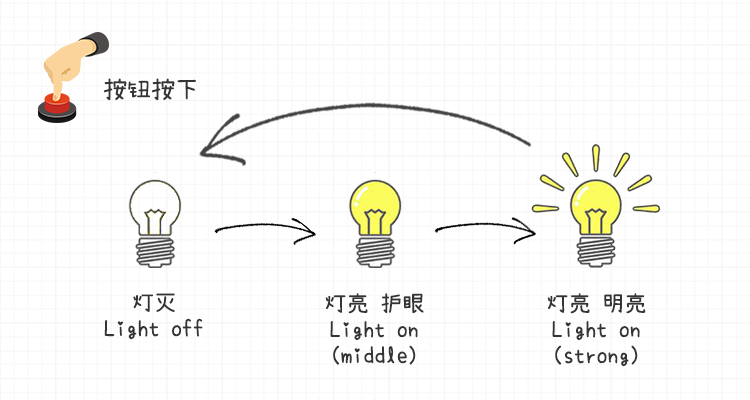 按钮按下
灯灭
Light off
灯亮 护眼
Light on
(middle)
灯亮 明亮
Light on
(strong)